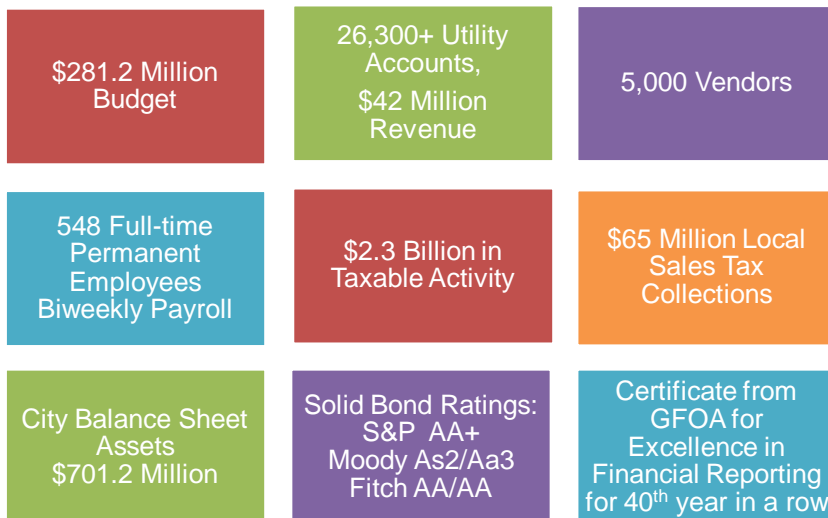 $281.2 Million
Budget
26,300+ Utility
Accounts,
$42 Million
Revenue
5,000 Vendors
548 Full-time
Permanent
Employees
Biweekly Payroll
$2.3 Billion in
Taxable Activity
$65 Million Local
Sales Tax
Collections
City Balance Sheet
Assets
$701.2 Million
Solid Bond Ratings:
S&P AA+
Moody As2/Aa3
Fitch AA/AA
Certificate from
GFOA for
Excellence in
Financial Reporting
for 40th year in a row